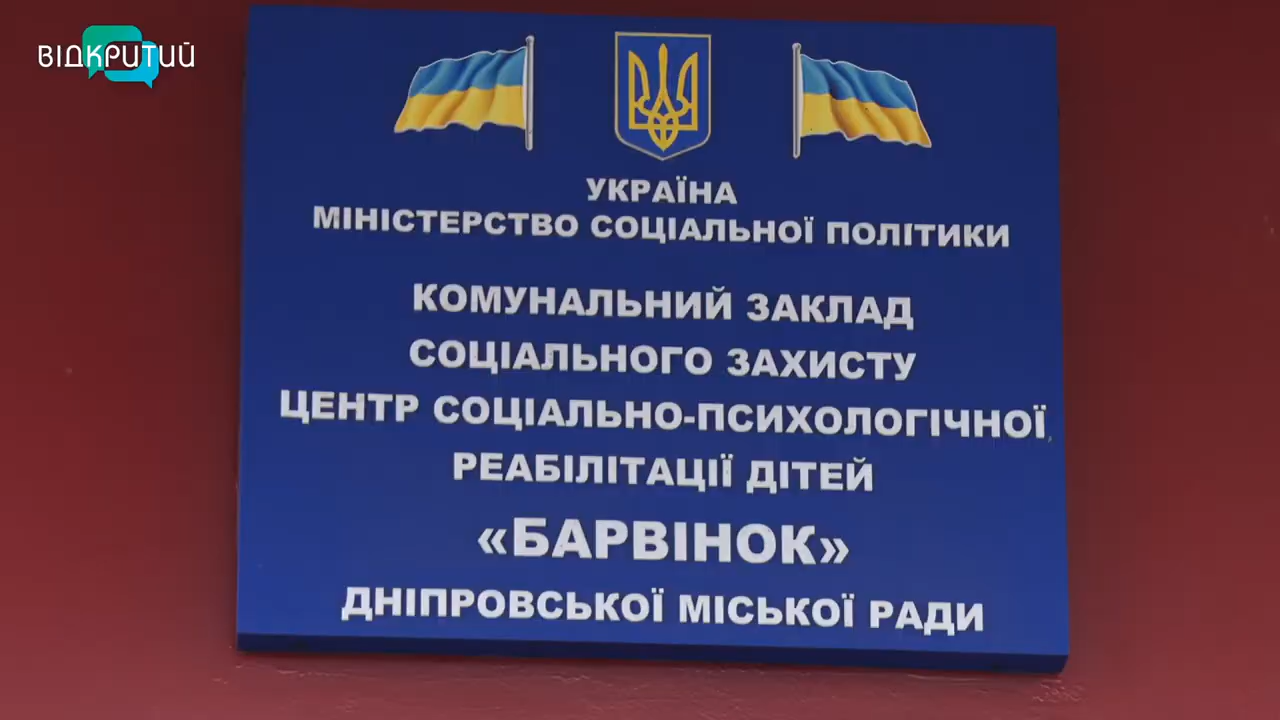 ВІДКРИТИЙ
УКРАЇНА
МІНІСТЕРСТВО СОЦІАЛЬНОЇ ПОЛІТИКИ
КОМУНАЛЬНИЙ ЗАКЛАД
СОЦІАЛЬНОГО ЗАХИСТУ
ЦЕНТР СОЦІАЛЬНО-ПСИХОЛОГІЧНОЇ
РЕАБІЛІТАЦІЇ ДІТЕЙ
«БАРВІНОК»
ДНІПРОВСЬКОЇ МІСЬКОЇ РАДИ